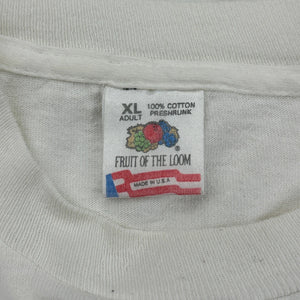 XL 100% COTTON
ADULT PRESHRUNK
®
FRUIT OF THE LOOM
MADE IN U.S.A.